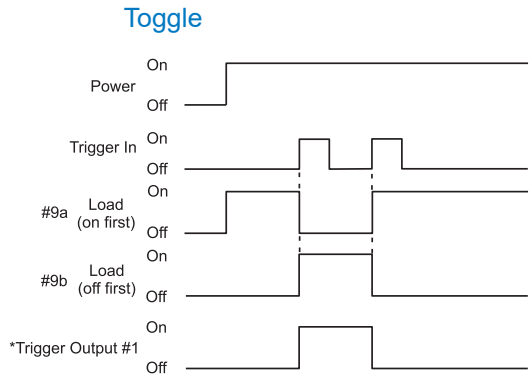 Toggle
Power
On
Off
Trigger In
On
Off
#9a Load
(on first)
On
Off
#9b Load
(off first)
On
Off
*Trigger Output #1
On
Off